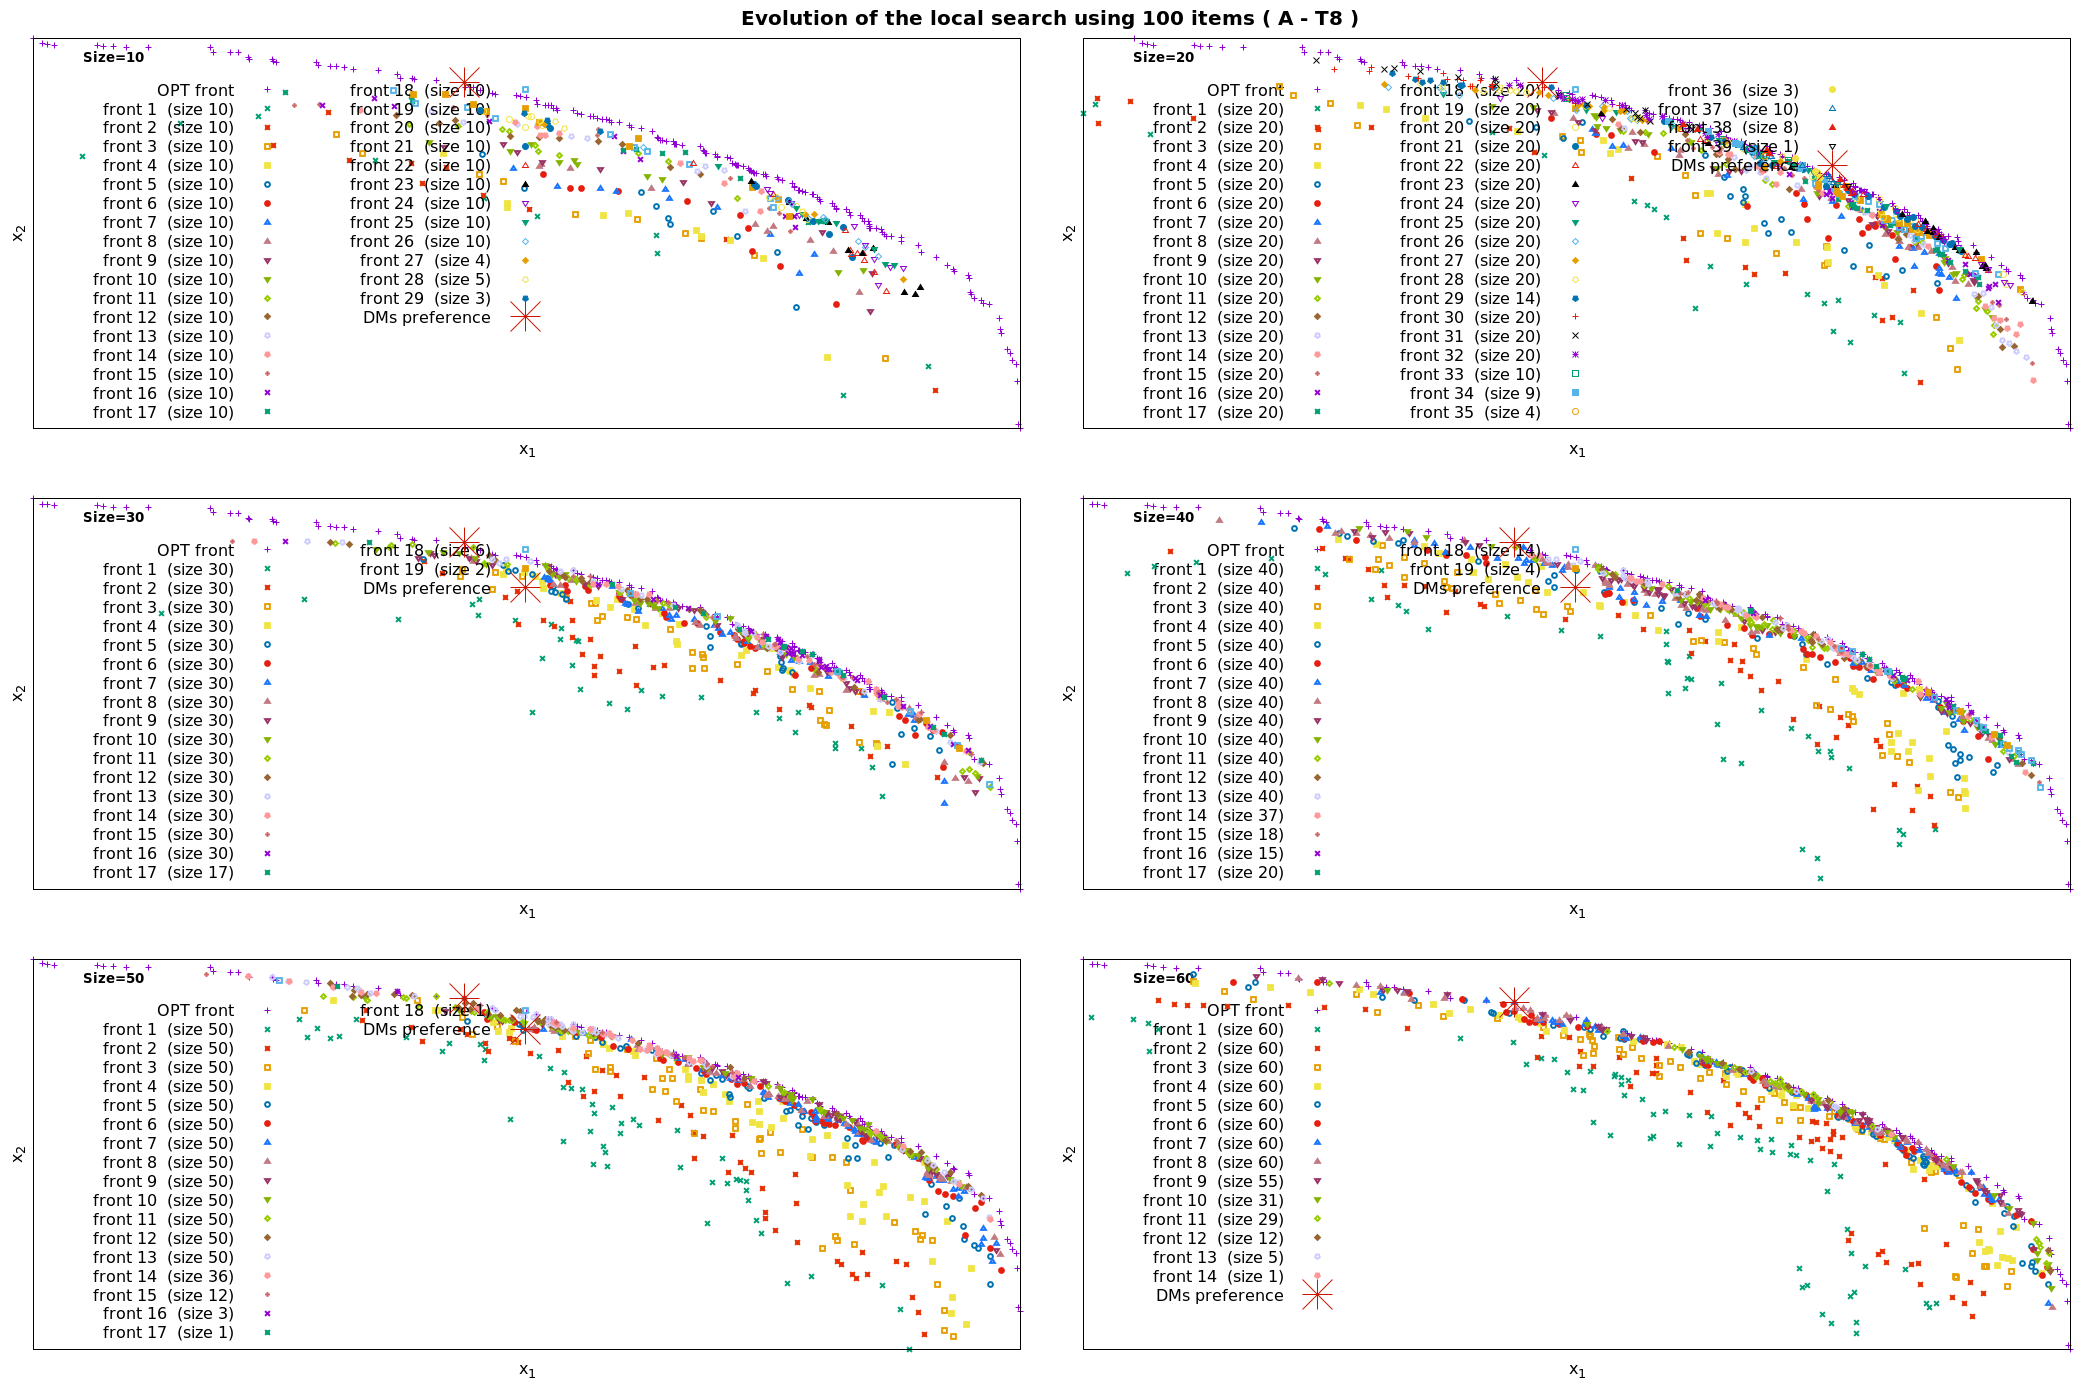 Evolution of the local search using 100 items ( A - T8 )
Size=10
OPT front
front 1 (size 10)
front 2 (size 10)
front 3 (size 10)
front 4 (size 10)
front 5 (size 10)
front 6 (size 10)
front 7 (size 10)
front 8 (size 10)
front 9 (size 10)
front 10 (size 10)
front 11 (size 10)
front 12 (size 10)
front 13 (size 10)
front 14 (size 10)
front 15 (size 10)
front 16 (size 10)
front 17 (size 10)
front 18 (size 10)
front 19 (size 10)
front 20 (size 10)
front 21 (size 10)
front 22 (size 10)
front 23 (size 10)
front 24 (size 10)
front 25 (size 10)
front 26 (size 10)
front 27 (size 4)
front 28 (size 5)
front 29 (size 3)
DMs preference
x2
x1
Size=20
OPT front
front 1 (size 20)
front 2 (size 20)
front 3 (size 20)
front 4 (size 20)
front 5 (size 20)
front 6 (size 20)
front 7 (size 20)
front 8 (size 20)
front 9 (size 20)
front 10 (size 20)
front 11 (size 20)
front 12 (size 20)
front 13 (size 20)
front 14 (size 20)
front 15 (size 20)
front 16 (size 20)
front 17 (size 20)
front 18 (size 20)
front 19 (size 20)
front 20 (size 20)
front 21 (size 20)
front 22 (size 20)
front 23 (size 20)
front 24 (size 20)
front 25 (size 20)
front 26 (size 20)
front 27 (size 20)
front 28 (size 20)
front 29 (size 14)
front 30 (size 20)
front 31 (size 20)
front 32 (size 20)
front 33 (size 10)
front 34 (size 9)
front 35 (size 4)
front 36 (size 3)
front 37 (size 10)
front 38 (size 8)
front 39 (size 1)
DMs preference
x2
x1
Size=30
OPT front
front 1 (size 30)
front 2 (size 30)
front 3 (size 30)
front 4 (size 30)
front 5 (size 30)
front 6 (size 30)
front 7 (size 30)
front 8 (size 30)
front 9 (size 30)
front 10 (size 30)
front 11 (size 30)
front 12 (size 30)
front 13 (size 30)
front 14 (size 30)
front 15 (size 30)
front 16 (size 30)
front 17 (size 17)
front 18 (size 6)
front 19 (size 2)
DMs preference
x2
x1
Size=40
OPT front
front 1 (size 40)
front 2 (size 40)
front 3 (size 40)
front 4 (size 40)
front 5 (size 40)
front 6 (size 40)
front 7 (size 40)
front 8 (size 40)
front 9 (size 40)
front 10 (size 40)
front 11 (size 40)
front 12 (size 40)
front 13 (size 40)
front 14 (size 37)
front 15 (size 18)
front 16 (size 15)
front 17 (size 20)
front 18 (size 14)
front 19 (size 4)
DMs preference
x2
x1
Size=50
OPT front
front 1 (size 50)
front 2 (size 50)
front 3 (size 50)
front 4 (size 50)
front 5 (size 50)
front 6 (size 50)
front 7 (size 50)
front 8 (size 50)
front 9 (size 50)
front 10 (size 50)
front 11 (size 50)
front 12 (size 50)
front 13 (size 50)
front 14 (size 36)
front 15 (size 12)
front 16 (size 3)
front 17 (size 1)
front 18 (size 1)
DMs preference
x2
x1
Size=60
OPT front
front 1 (size 60)
front 2 (size 60)
front 3 (size 60)
front 4 (size 60)
front 5 (size 60)
front 6 (size 60)
front 7 (size 60)
front 8 (size 60)
front 9 (size 55)
front 10 (size 31)
front 11 (size 29)
front 12 (size 12)
front 13 (size 5)
front 14 (size 1)
DMs preference
x2
x1